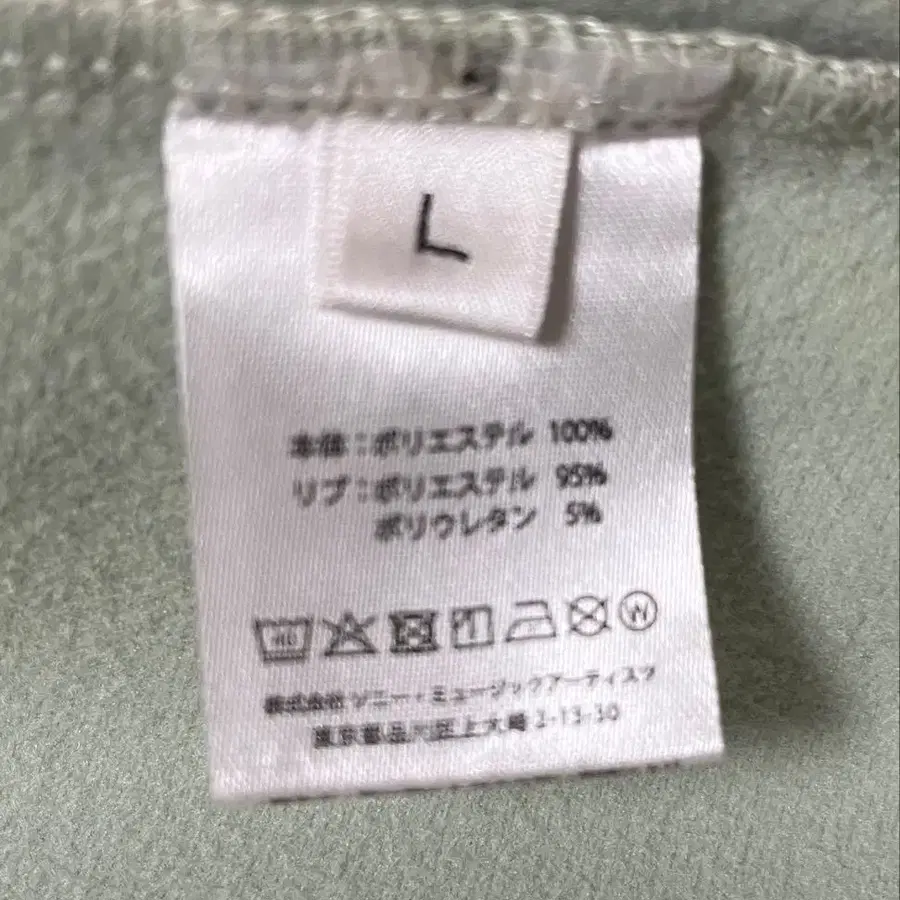 L
本体：ポリエステル 100%
リブ：ポリエステル 95%
ポリウレタン 5%
W
株式会社 ソニー・ミュージックアーティスツ
東京都品川区上大崎 2-13-30